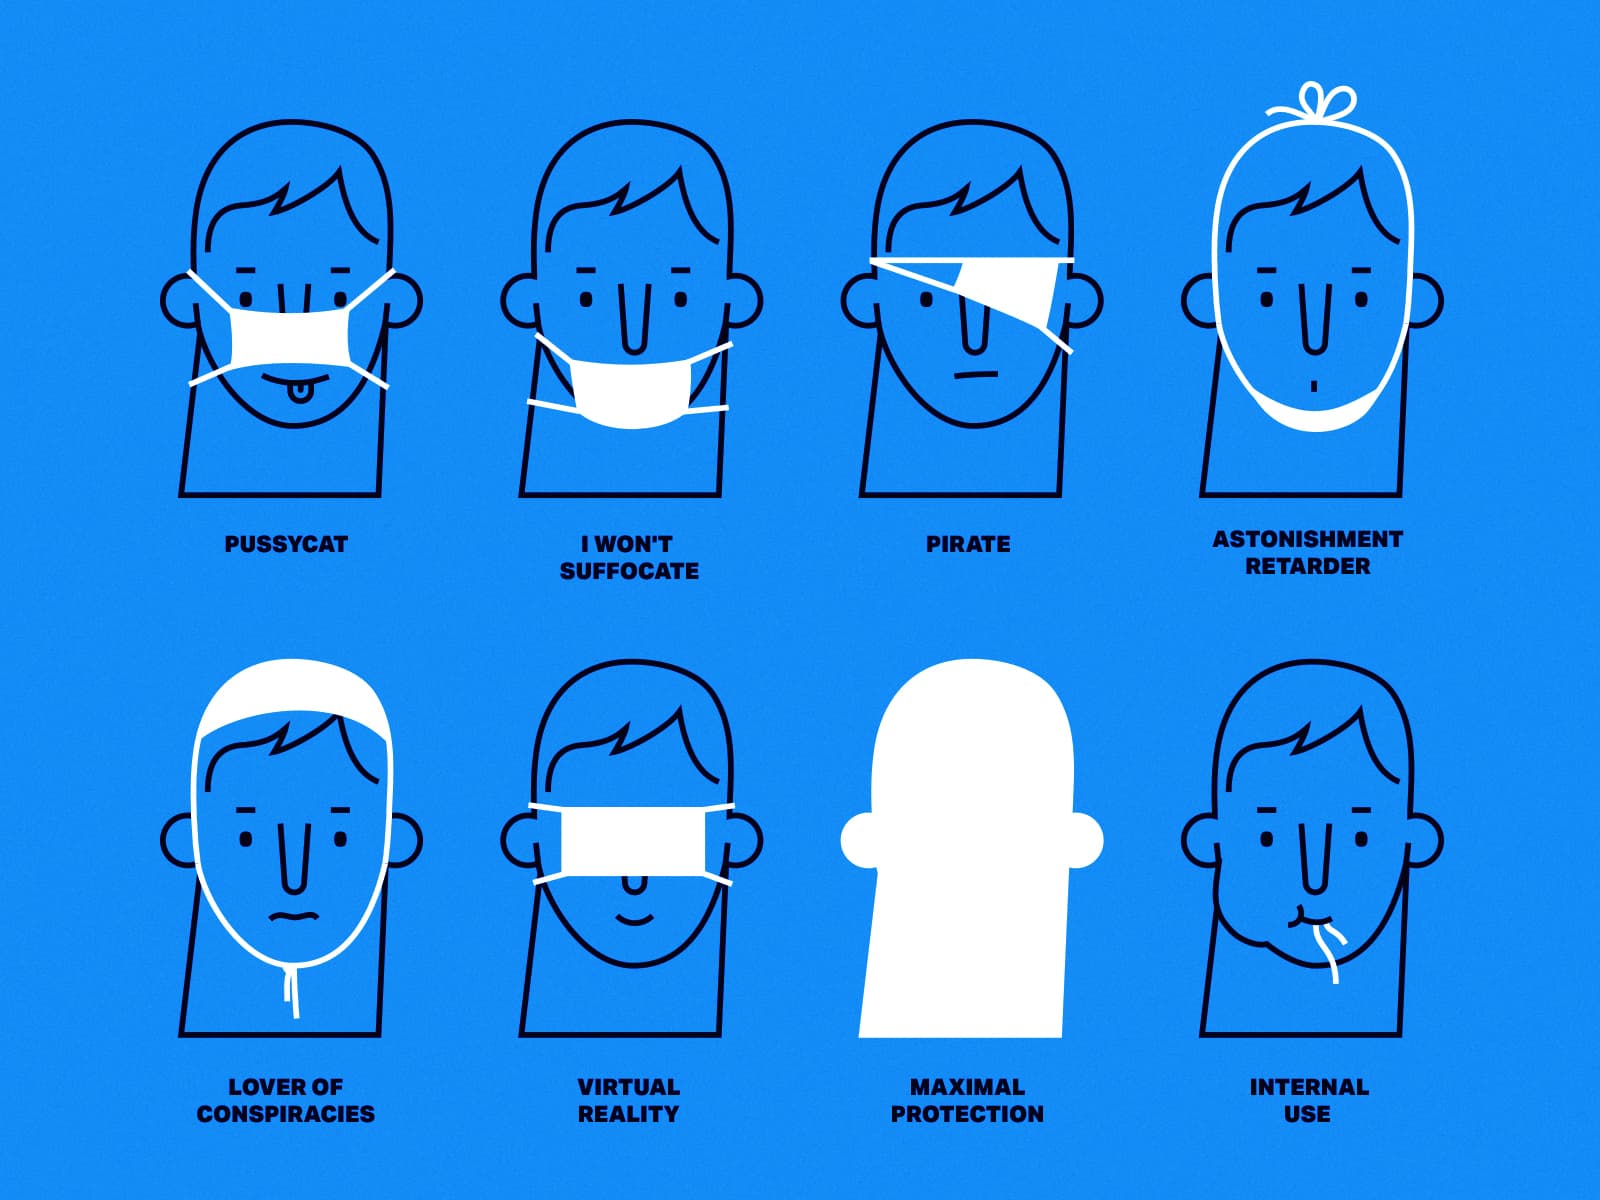 PUSSYCAT
I WON'T
SUFFOCATE
PIRATE
ASTONISHMENT
RETARDER
LOVER OF
CONSPIRACIES
VIRTUAL
REALITY
MAXIMAL
PROTECTION
INTERNAL
USE